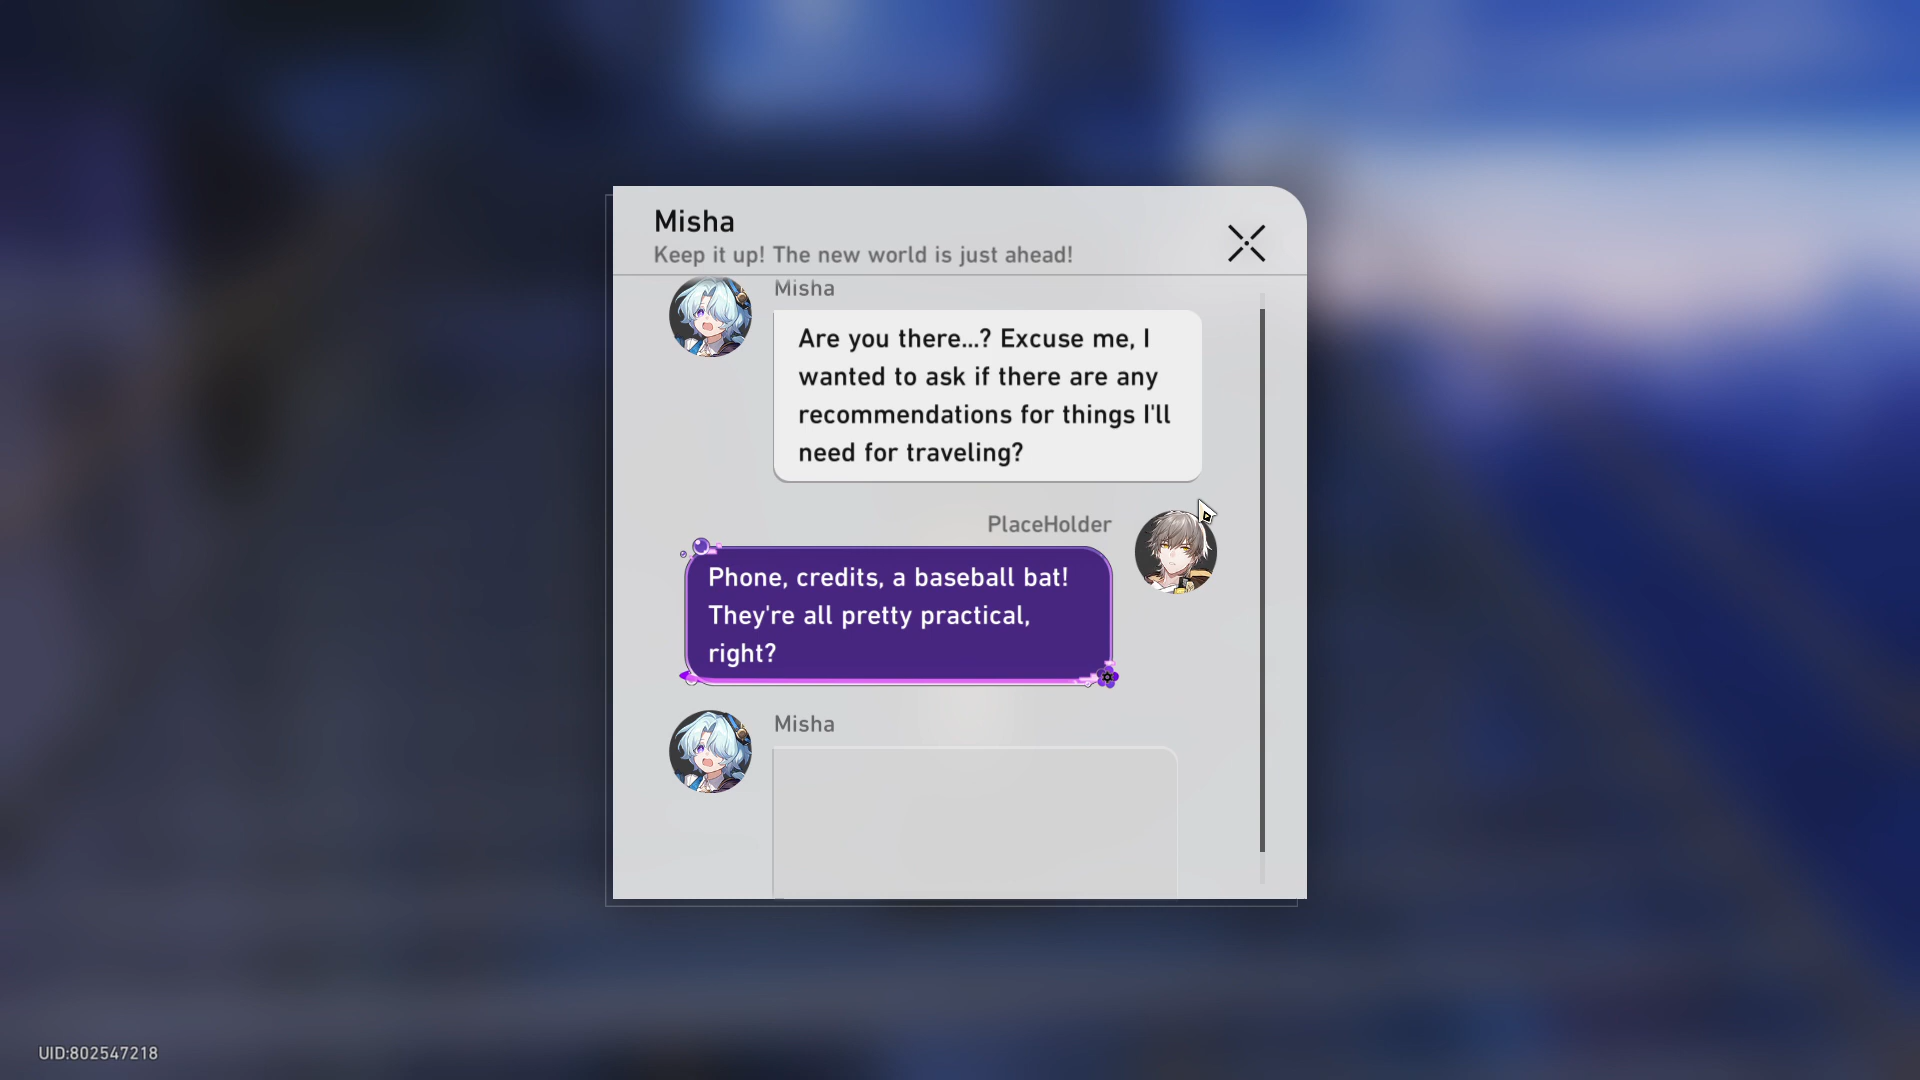 Misha
Keep it up! The new world is just ahead!
Misha
Are you there...? Excuse me, I
wanted to ask if there are any
recommendations for things I'll
need for traveling?
PlaceHolder
Phone, credits, a baseball bat!
They're all pretty practical,
right?
Misha
UID:802547218